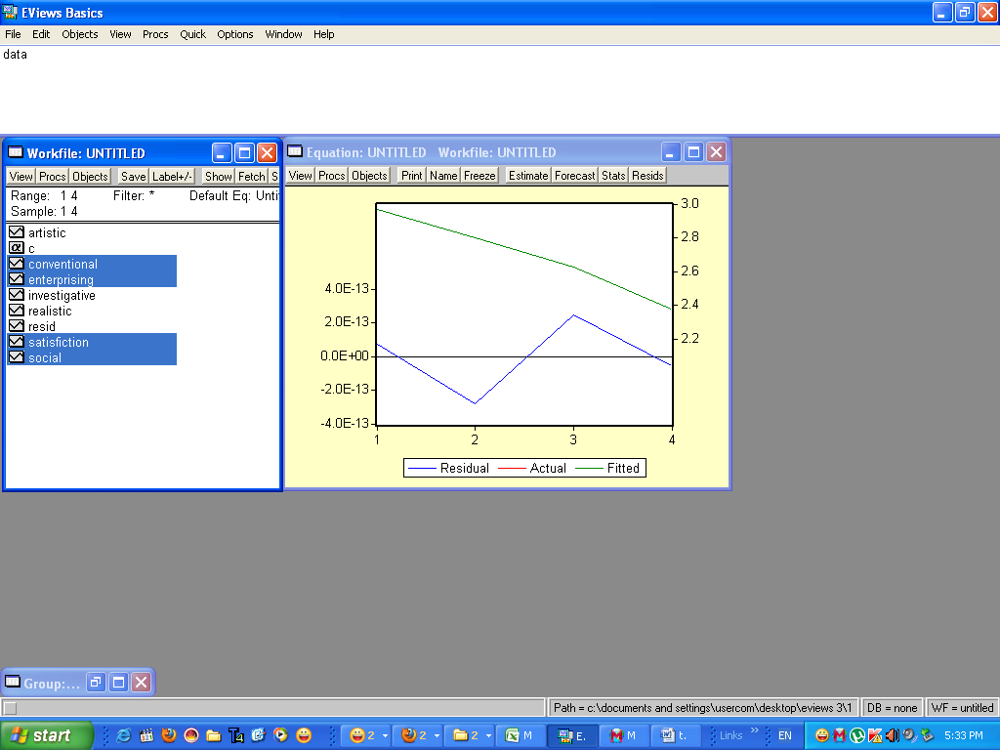 EViews Basics
File Edit Objects View Procs Quick Options Window Help
data
Workfile: UNTITLED
View Procs Objects Save Label+/- Show Fetch S
Range: 1 4 Filter: * Default Eq: Unti
Sample: 1 4
artistic
c
conventional
enterprising
investigative
realistic
resid
satisfiction
social
Equation: UNTITLED Workfile: UNTITLED
View Procs Objects Print Name Freeze Estimate Forecast Stats Resids
3.0
2.8
2.6
2.4
2.2
4.0E-13
2.0E-13
0.0E+00
-2.0E-13
-4.0E-13
1 2 3 4
Residual Actual Fitted
Group:...
Path = c:\documents and settings\usercom\desktop\eviews 3\1 DB = none WF = untitled
start 2 2 2 M E. M t. Links » EN 5:33 PM